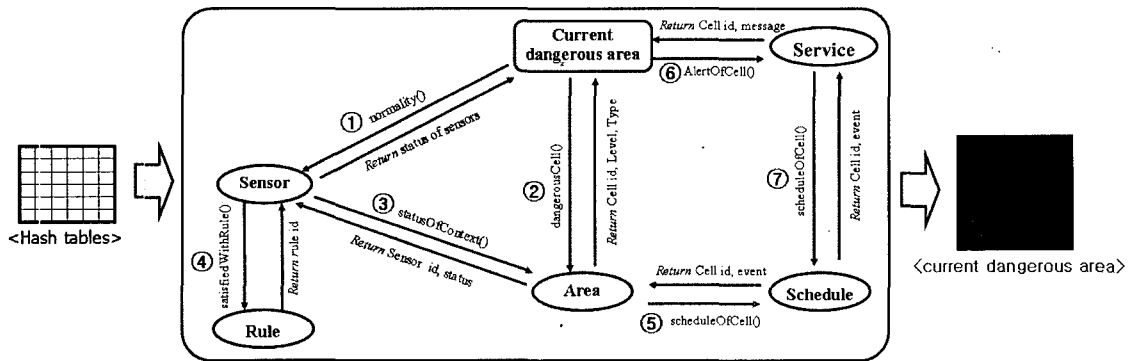 Current
dangerous area
Return Cell id, message
⑥ AlertOfCell()
Service
① normality()
Return status of sensors
② dangerousCell()
Return Cell id, Level, Type
⑦ scheduleOfCell()
Return Cell id, event
Sensor
③ statusOfContext()
Return Sensor id, status
④ satisfiedWithRule()
Return rule id
Rule
Area
Return Cell id, event
⑤ scheduleOfCell()
Schedule
<Hash tables>
<current dangerous area>